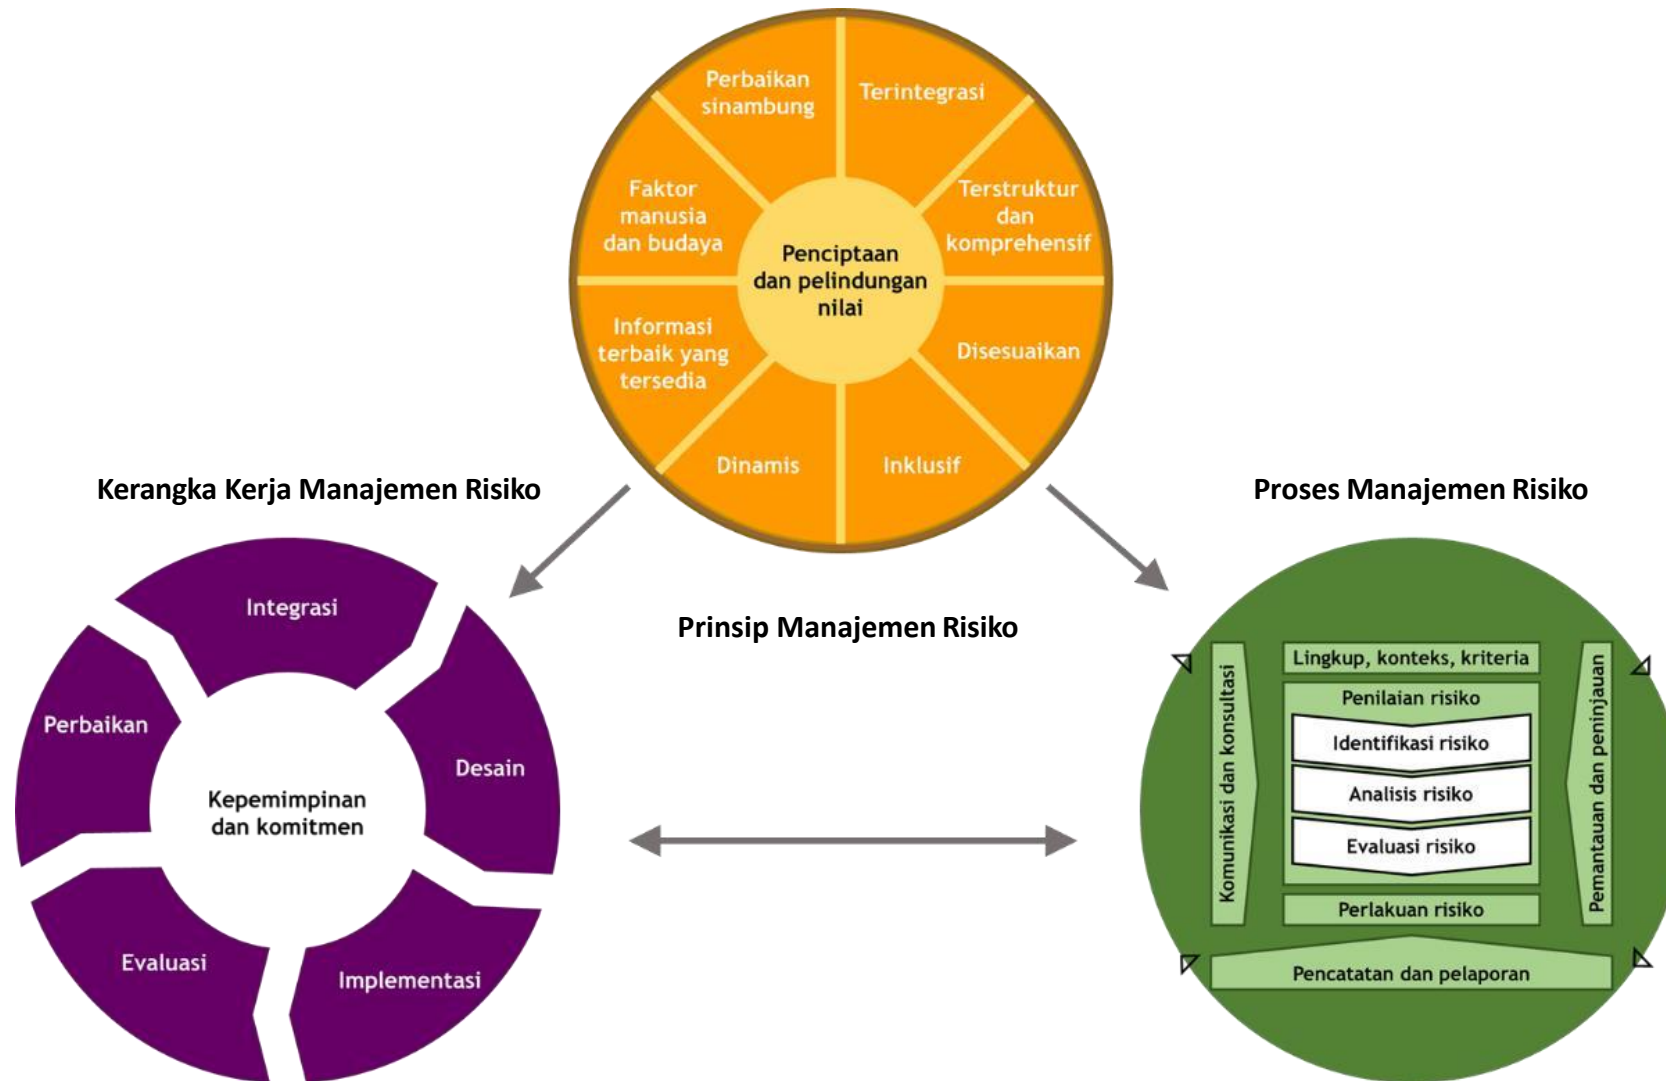 Perbaikan
sinambung
Terintegrasi
Faktor
manusia
dan budaya
Terstruktur
dan
komprehensif
Penciptaan
dan pelindungan
nilai
Informasi
terbaik yang
tersedia
Disesuaikan
Dinamis
Inklusif
Kerangka Kerja Manajemen Risiko
Proses Manajemen Risiko
Prinsip Manajemen Risiko
Integrasi
Perbaikan
Desain
Kepemimpinan
dan komitmen
Evaluasi
Implementasi
Komunikasi dan konsultasi
Lingkup, konteks, kriteria
Penilaian risiko
Identifikasi risiko
Analisis risiko
Evaluasi risiko
Perlakuan risiko
Pemantauan dan peninjauan
Pencatatan dan pelaporan